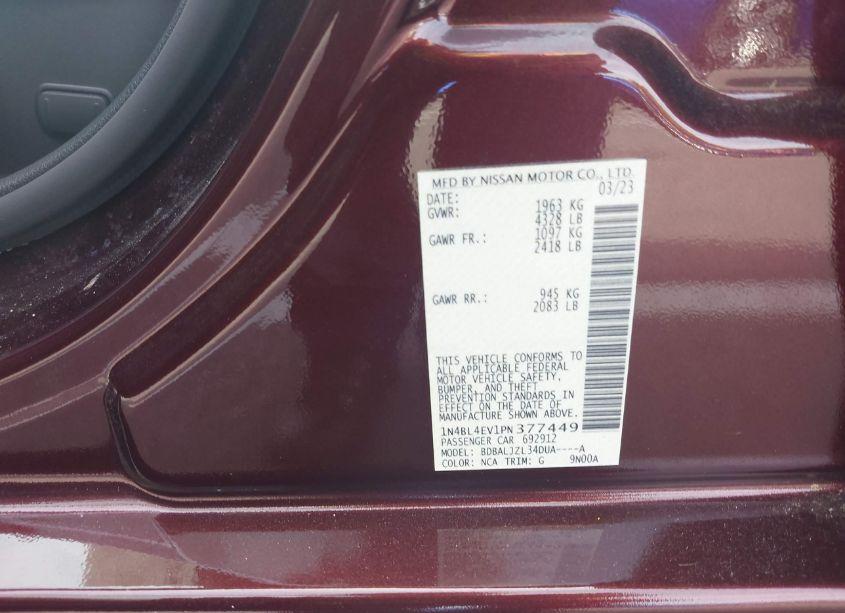 MFD BY NISSAN MOTOR CO., LTD.
DATE: 03/23
GVWR: 1963 KG
4328 LB
GAWR FR.: 1097 KG
2418 LB
GAWR RR.: 945 KG
2083 LB
THIS VEHICLE CONFORMS TO
ALL APPLICABLE FEDERAL
MOTOR VEHICLE SAFETY,
BUMPER, AND THEFT
PREVENTION STANDARDS IN
EFFECT ON THE DATE OF
MANUFACTURE SHOWN ABOVE.
1N4BL4EV1PN377449
PASSENGER CAR 692912
MODEL: BDBALJZL34DUA----A
COLOR: NCA TRIM: G 9N00A